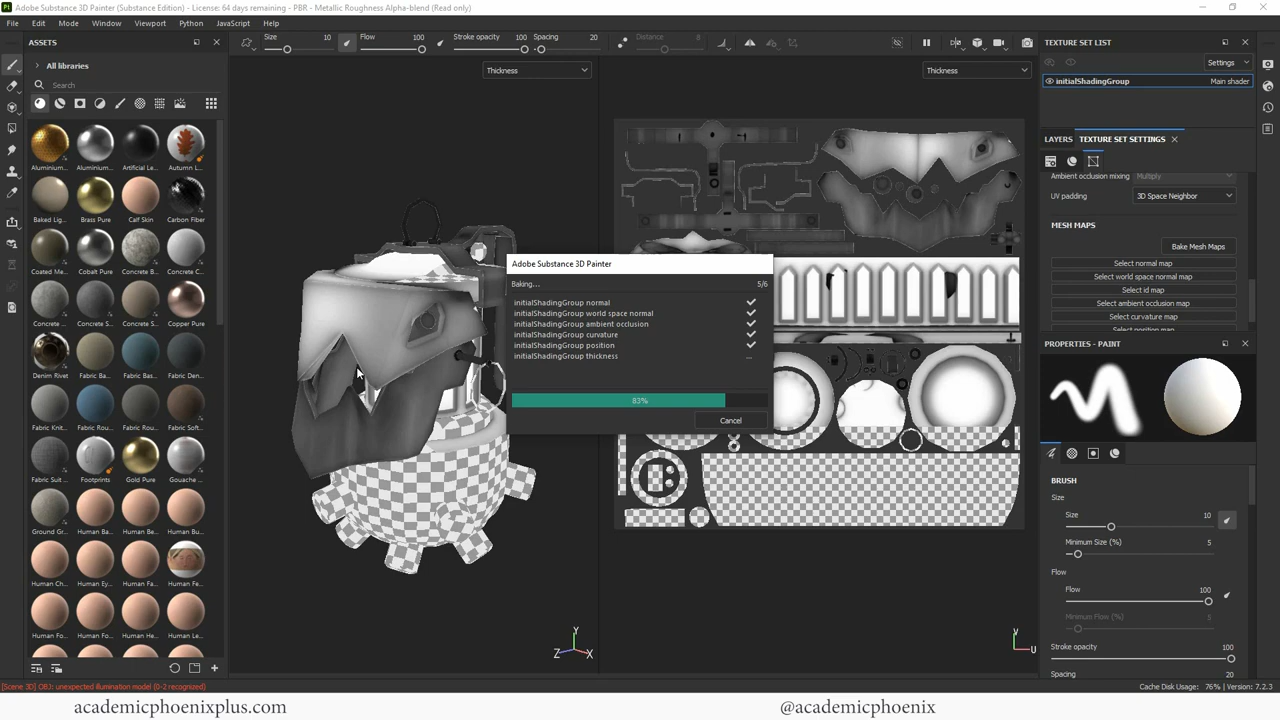 Adobe Substance 3D Painter (Substance Edition) - License: 64 days remaining - PBR - Metallic Roughness Alpha-blend (Read only)
File Edit Mode Window Viewport Python JavaScript Help
Size 10 Flow 100 Stroke opacity 100 Spacing 20 Distance 8
ASSETS
All libraries
Search
Aluminium... Aluminium... Artificial Le... Autumn L...
Baked Lig... Brass Pure Calf Skin Carbon Fiber
Coated Me... Cobalt Pure Concrete B... Concrete C...
Concrete ... Concrete S... Concrete S... Copper Pure
Denim Rivet Fabric Ba... Fabric Bas... Fabric Den...
Fabric Knit... Fabric Rou... Fabric Rou... Fabric Soft...
Fabric Suit ... Footprints Gold Pure Gouache ...
Ground Gr... Human Ba... Human Be... Human Bu...
Human Ch... Human Ey... Human Fa... Human Fe...
Human Fo... Human Fo... Human He... Human Le...
Thickness
Thickness
Y
Z X
V
U
Adobe Substance 3D Painter
Baking... 5/6
initialShadingGroup normal
initialShadingGroup world space normal
initialShadingGroup ambient occlusion
initialShadingGroup curvature
initialShadingGroup position
initialShadingGroup thickness
83%
Cancel
TEXTURE SET LIST
Settings
initialShadingGroup Main shader
LAYERS TEXTURE SET SETTINGS
Ambient occlusion mixing Multiply
UV padding 3D Space Neighbor
MESH MAPS
Bake Mesh Maps
Select normal map
Select world space normal map
Select id map
Select ambient occlusion map
Select curvature map
Select position map
PROPERTIES - PAINT
BRUSH
Size
Size 10
Minimum Size (%) 5
Flow
Flow 100
Minimum Flow (%) 5
Stroke opacity 100
Spacing 20
[Scene 3D] OBJ: unexpected illumination model (0-2 recognized)
Cache Disk Usage: 76% | Version: 7.2.3
academicphoenixplus.com
@academicphoenix